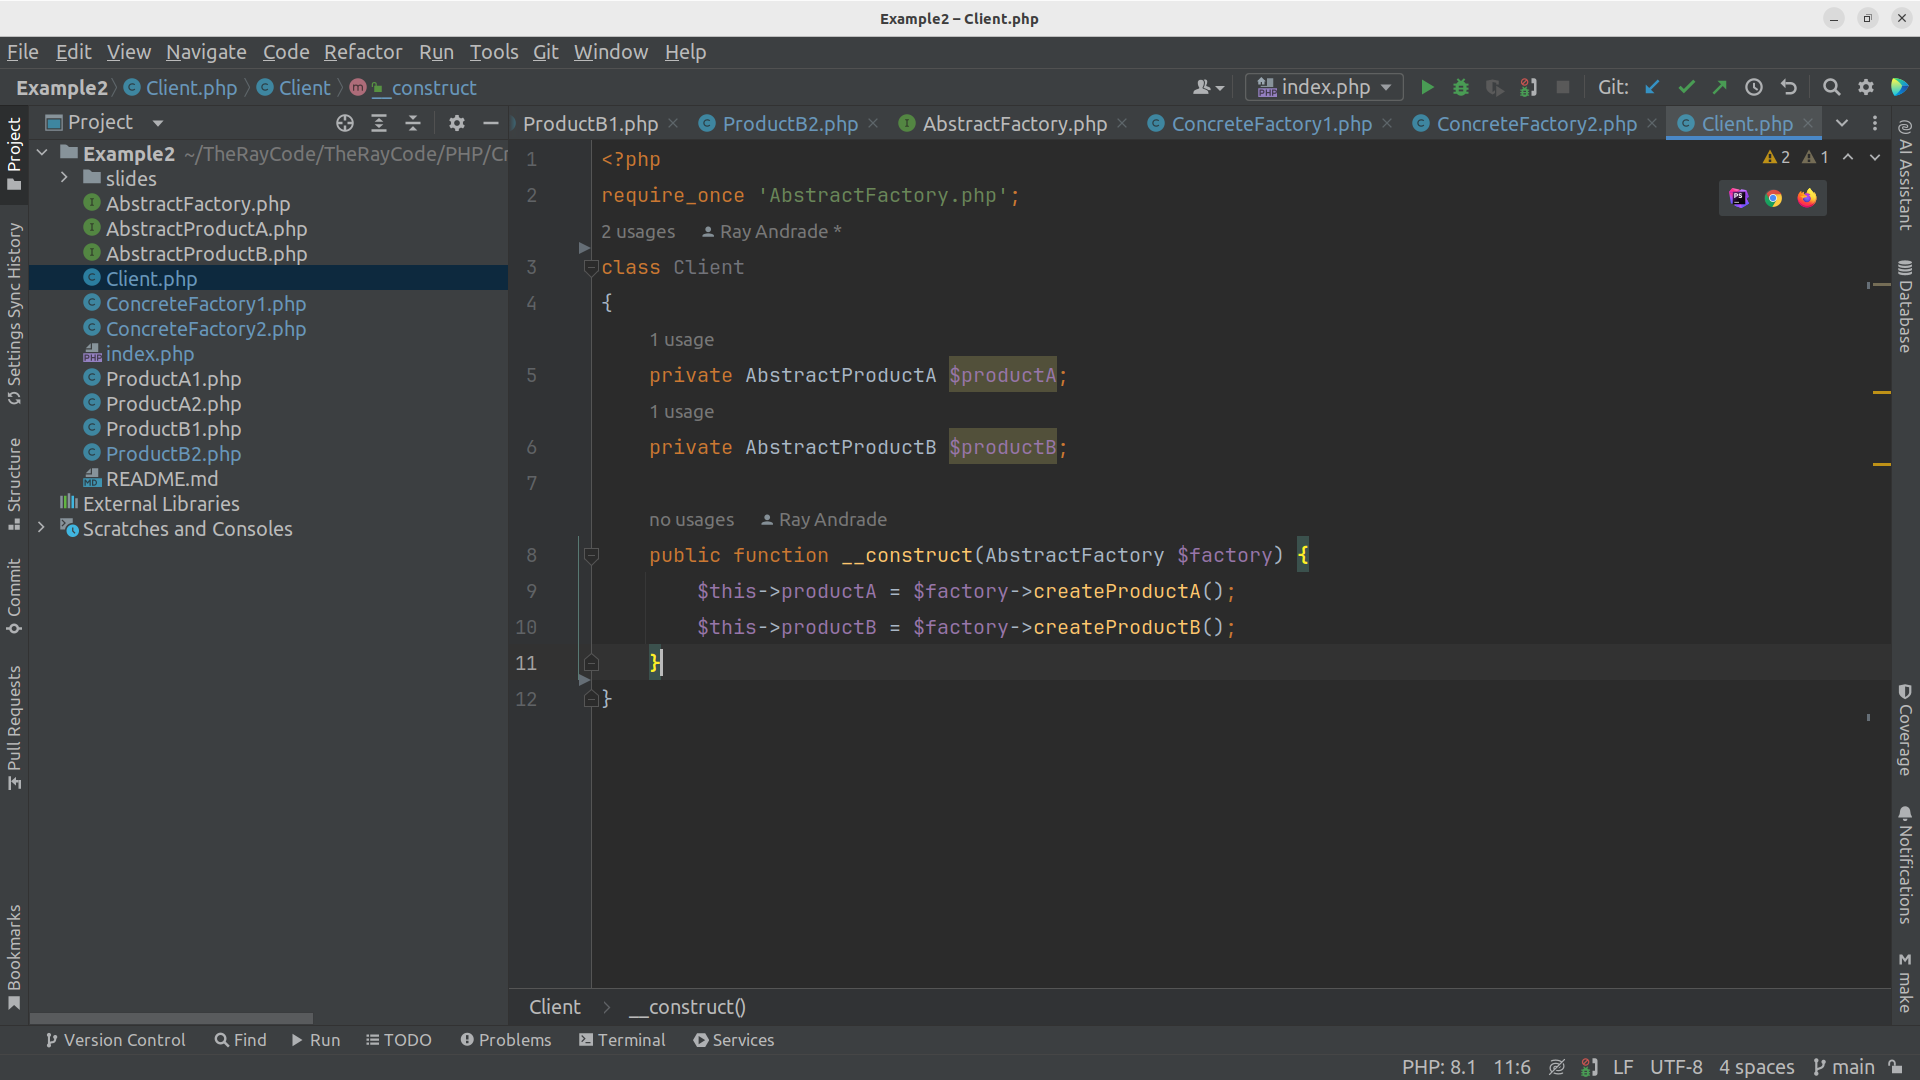 Example2 – Client.php
File Edit View Navigate Code Refactor Run Tools Git Window Help
Example2 Client.php Client __construct
index.php
Git:
Project
ProductB1.php ProductB2.php AbstractFactory.php ConcreteFactory1.php ConcreteFactory2.php Client.php
Example2 ~/TheRayCode/TheRayCode/PHP/Cr
slides
AbstractFactory.php
AbstractProductA.php
AbstractProductB.php
Client.php
ConcreteFactory1.php
ConcreteFactory2.php
index.php
ProductA1.php
ProductA2.php
ProductB1.php
ProductB2.php
README.md
External Libraries
Scratches and Consoles
Project
Settings Sync History
Structure
Commit
Pull Requests
Bookmarks
2 1
1 <?php
2 require_once 'AbstractFactory.php';
2 usages Ray Andrade *
3 class Client
4 {
1 usage
5 private AbstractProductA $productA;
1 usage
6 private AbstractProductB $productB;
7
no usages Ray Andrade
8 public function __construct(AbstractFactory $factory) {
9 $this->productA = $factory->createProductA();
10 $this->productB = $factory->createProductB();
11 }
12 }
AI Assistant
Database
Coverage
Notifications
make
Client __construct()
Version Control Find Run TODO Problems Terminal Services
PHP: 8.1 11:6 LF UTF-8 4 spaces main